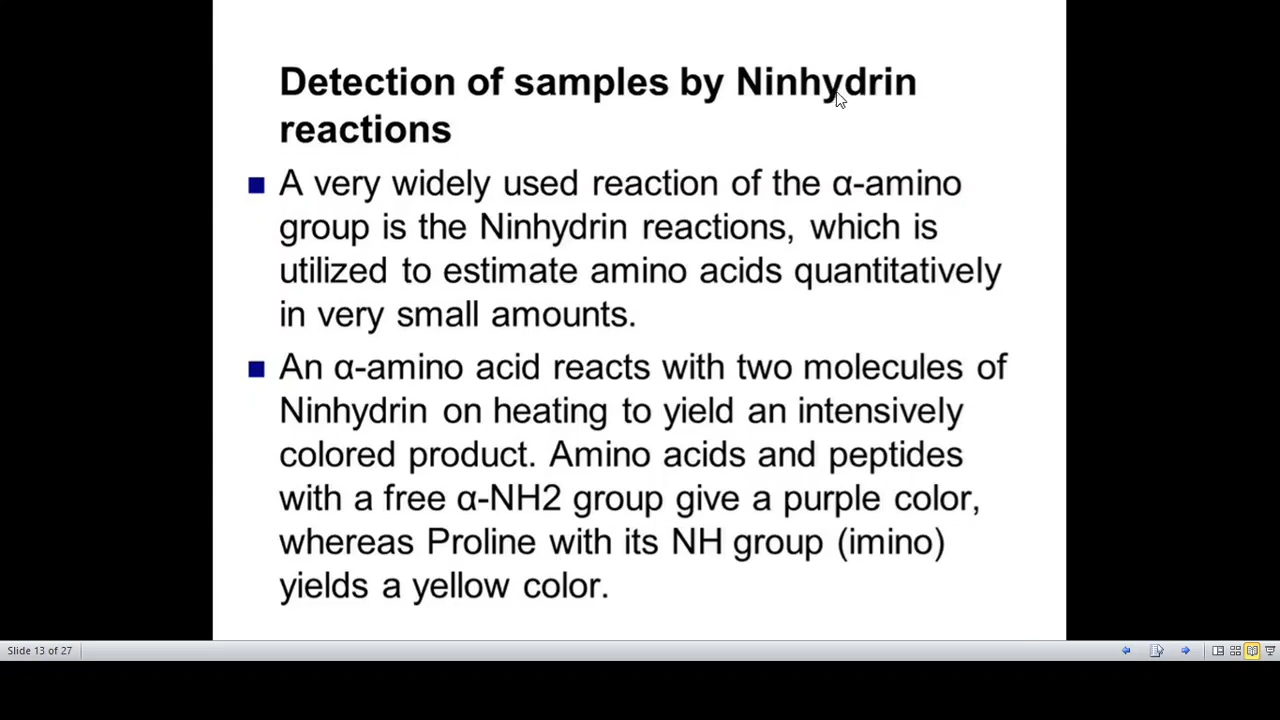 Detection of samples by Ninhydrin
reactions
A very widely used reaction of the α-amino
group is the Ninhydrin reactions, which is
utilized to estimate amino acids quantitatively
in very small amounts.
An α-amino acid reacts with two molecules of
Ninhydrin on heating to yield an intensively
colored product. Amino acids and peptides
with a free α-NH2 group give a purple color,
whereas Proline with its NH group (imino)
yields a yellow color.
Slide 13 of 27